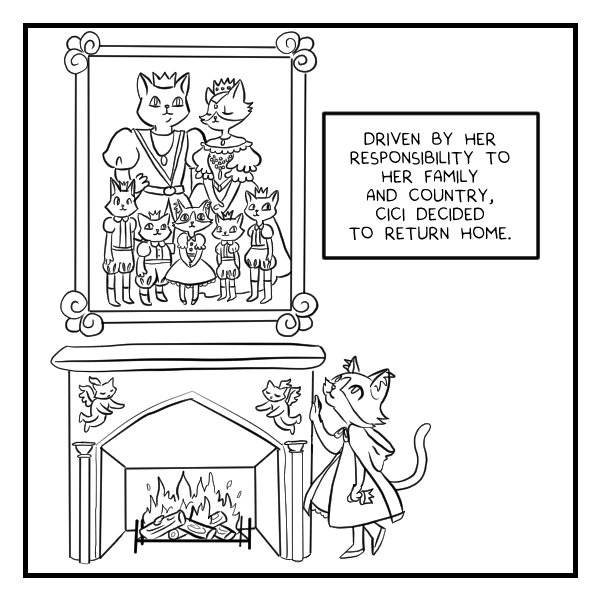 DRIVEN BY HER
RESPONSIBILITY TO
HER FAMILY
AND COUNTRY,
CICI DECIDED
TO RETURN HOME.